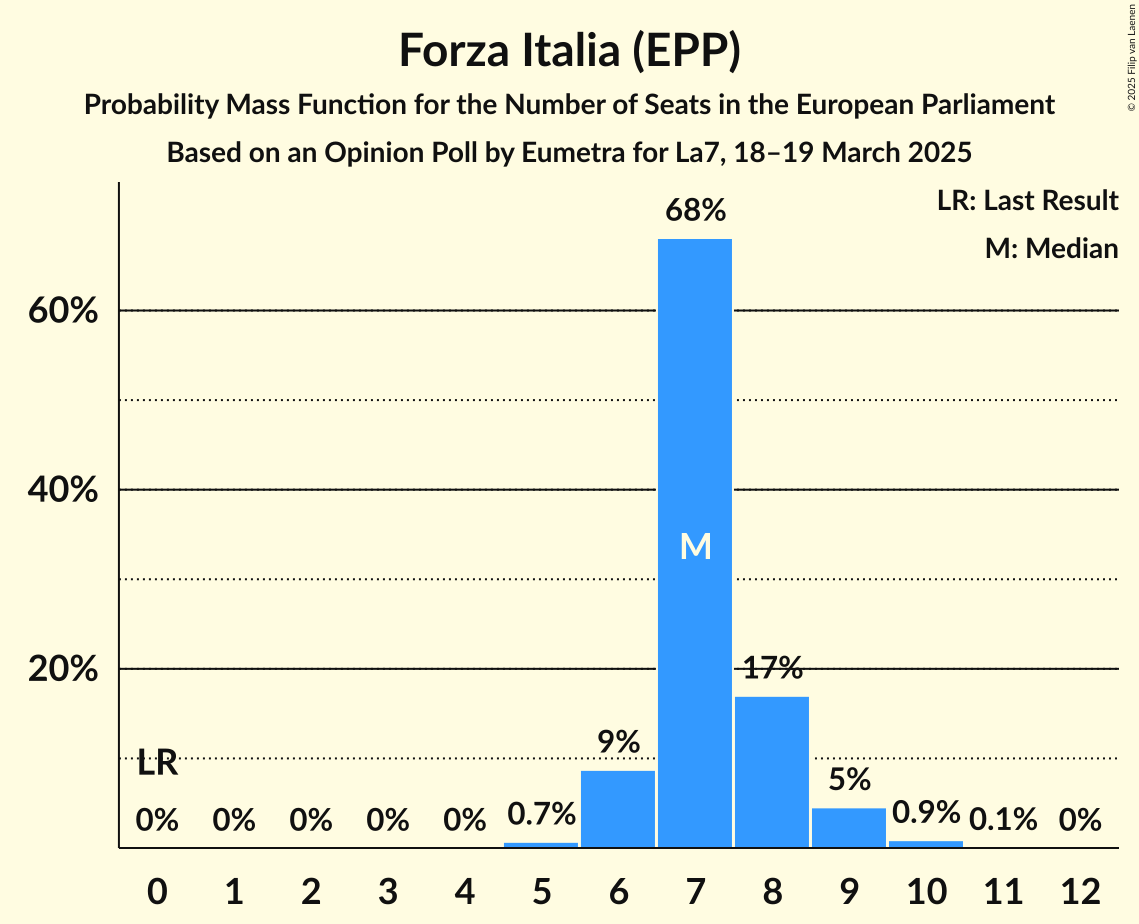 Forza Italia (EPP)
Probability Mass Function for the Number of Seats in the European Parliament
Based on an Opinion Poll by Eumetra for La7, 18–19 March 2025
© 2025 Filip van Laenen
LR: Last Result
M: Median
68%
60%
40%
M
20%
17%
9%
LR
5%
0% 0% 0% 0% 0% 0.7% 0.9% 0.1% 0%
0 1 2 3 4 5 6 7 8 9 10 11 12